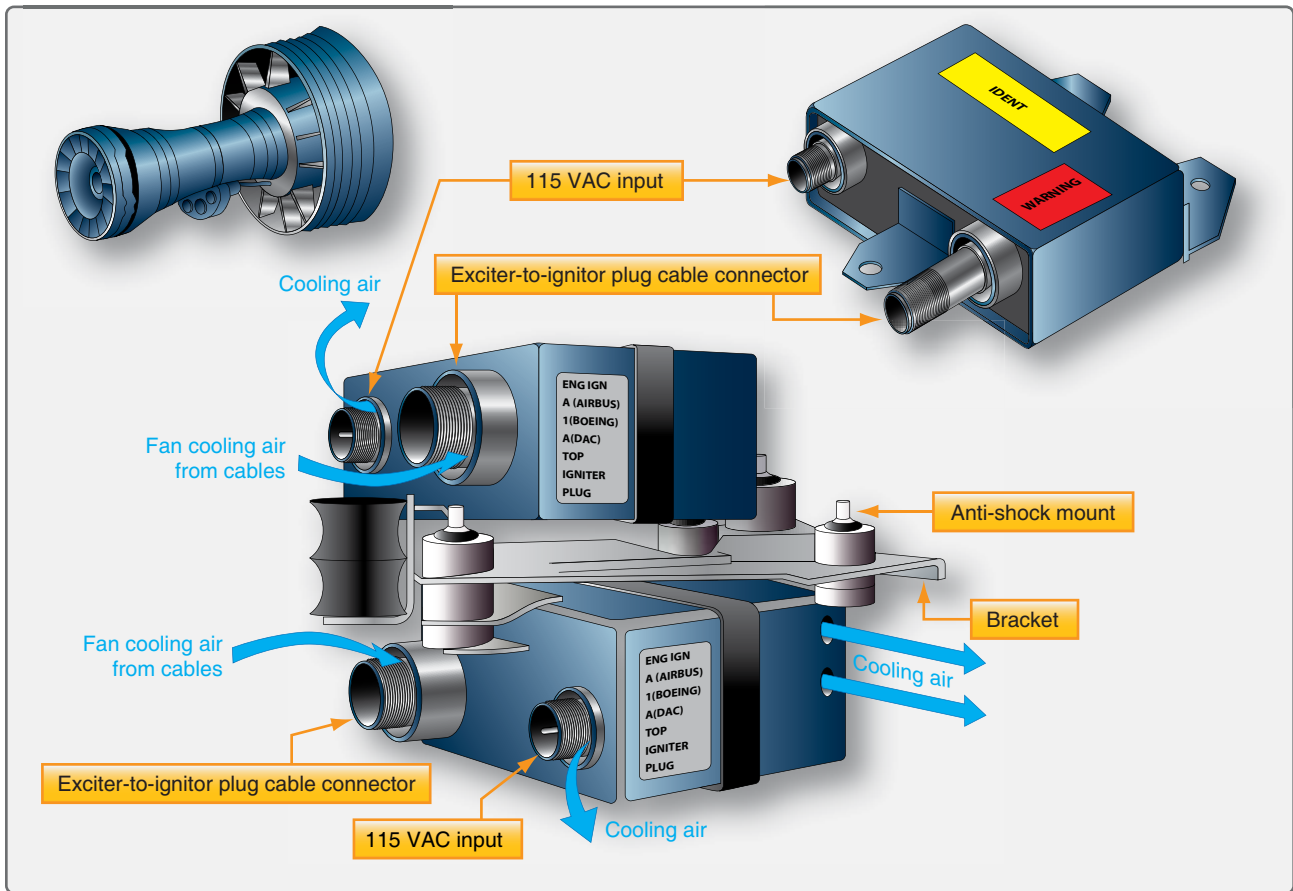 IDENT
WARNING
115 VAC input
Exciter-to-ignitor plug cable connector
Cooling air
ENG IGN
A (AIRBUS)
1(BOEING)
A(DAC)
TOP
IGNITER
PLUG
Fan cooling air
from cables
Anti-shock mount
Bracket
Fan cooling air
from cables
Cooling air
ENG IGN
A (AIRBUS)
1(BOEING)
A(DAC)
TOP
IGNITER
PLUG
Exciter-to-ignitor plug cable connector
115 VAC input
Cooling air